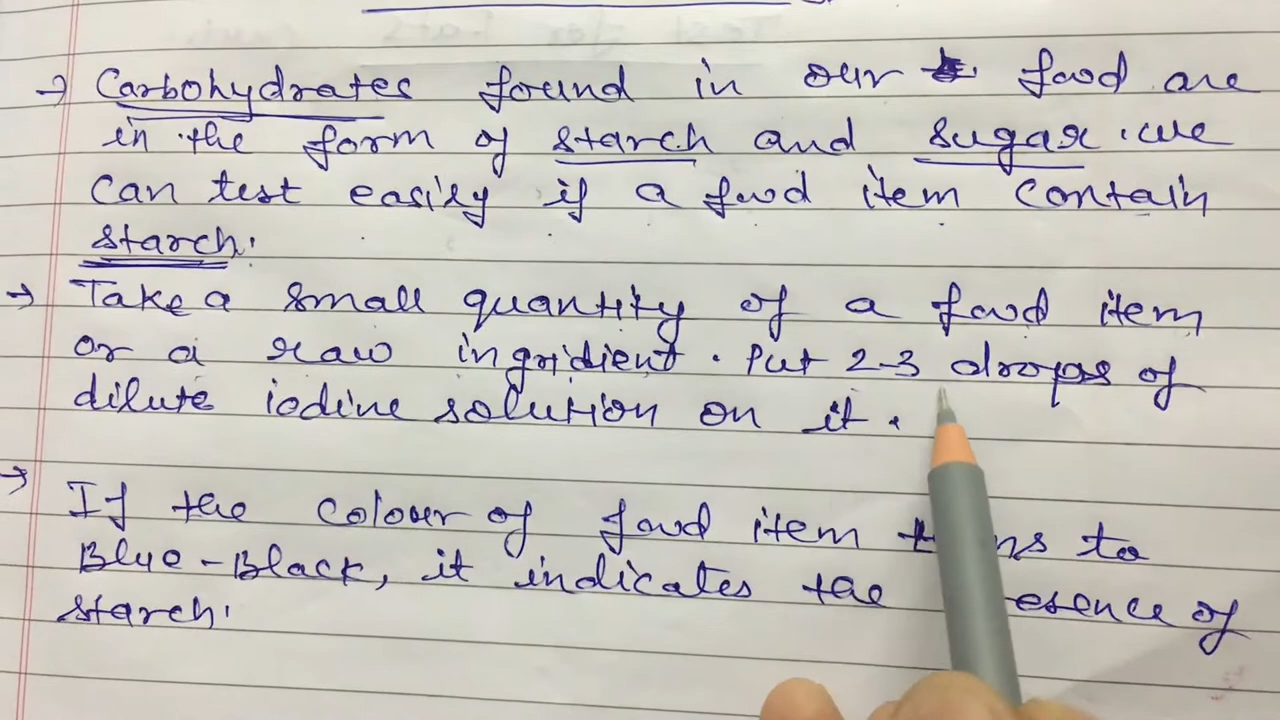 → Carbohydrates found in our food are
in the form of starch and sugar. We
can test easily if a food item contain
starch.
→ Take a small quantity of a food item
or a raw ingridient. Put 2-3 drops of
dilute iodine solution on it.
→ If the colour of food item to
Blue-Black, it indicates the of
starch.